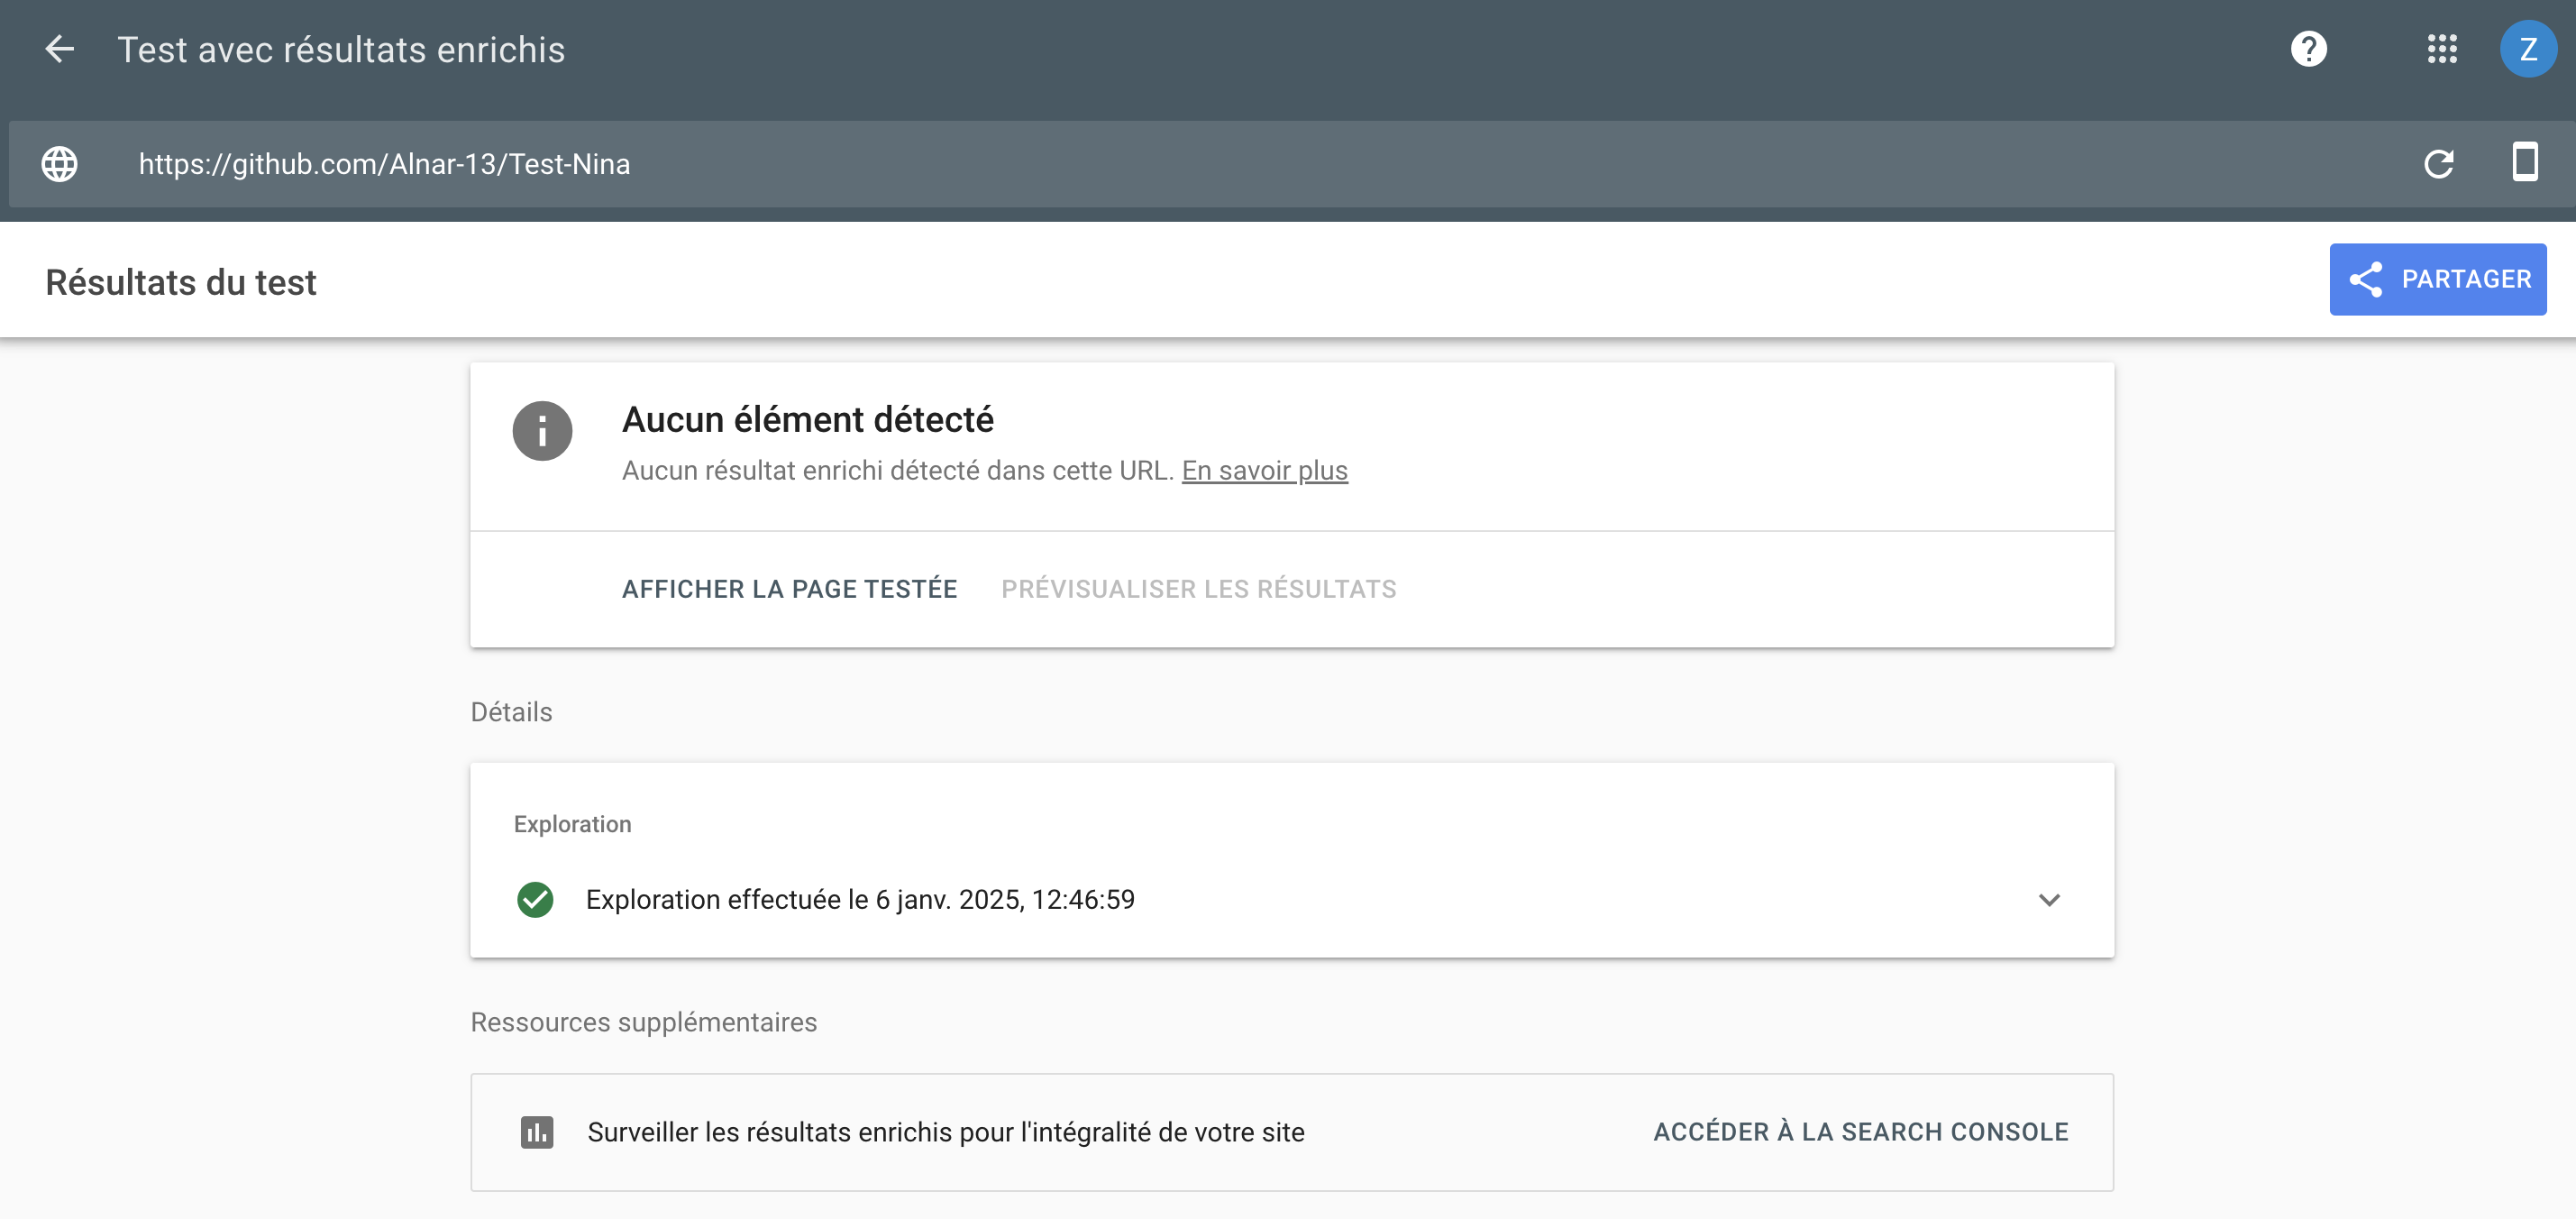 Test avec résultats enrichis
Z
https://github.com/Alnar-13/Test-Nina
Résultats du test
PARTAGER
Aucun élément détecté
Aucun résultat enrichi détecté dans cette URL. En savoir plus
AFFICHER LA PAGE TESTÉE PRÉVISUALISER LES RÉSULTATS
Détails
Exploration
Exploration effectuée le 6 janv. 2025, 12:46:59
Ressources supplémentaires
Surveiller les résultats enrichis pour l'intégralité de votre site
ACCÉDER À LA SEARCH CONSOLE